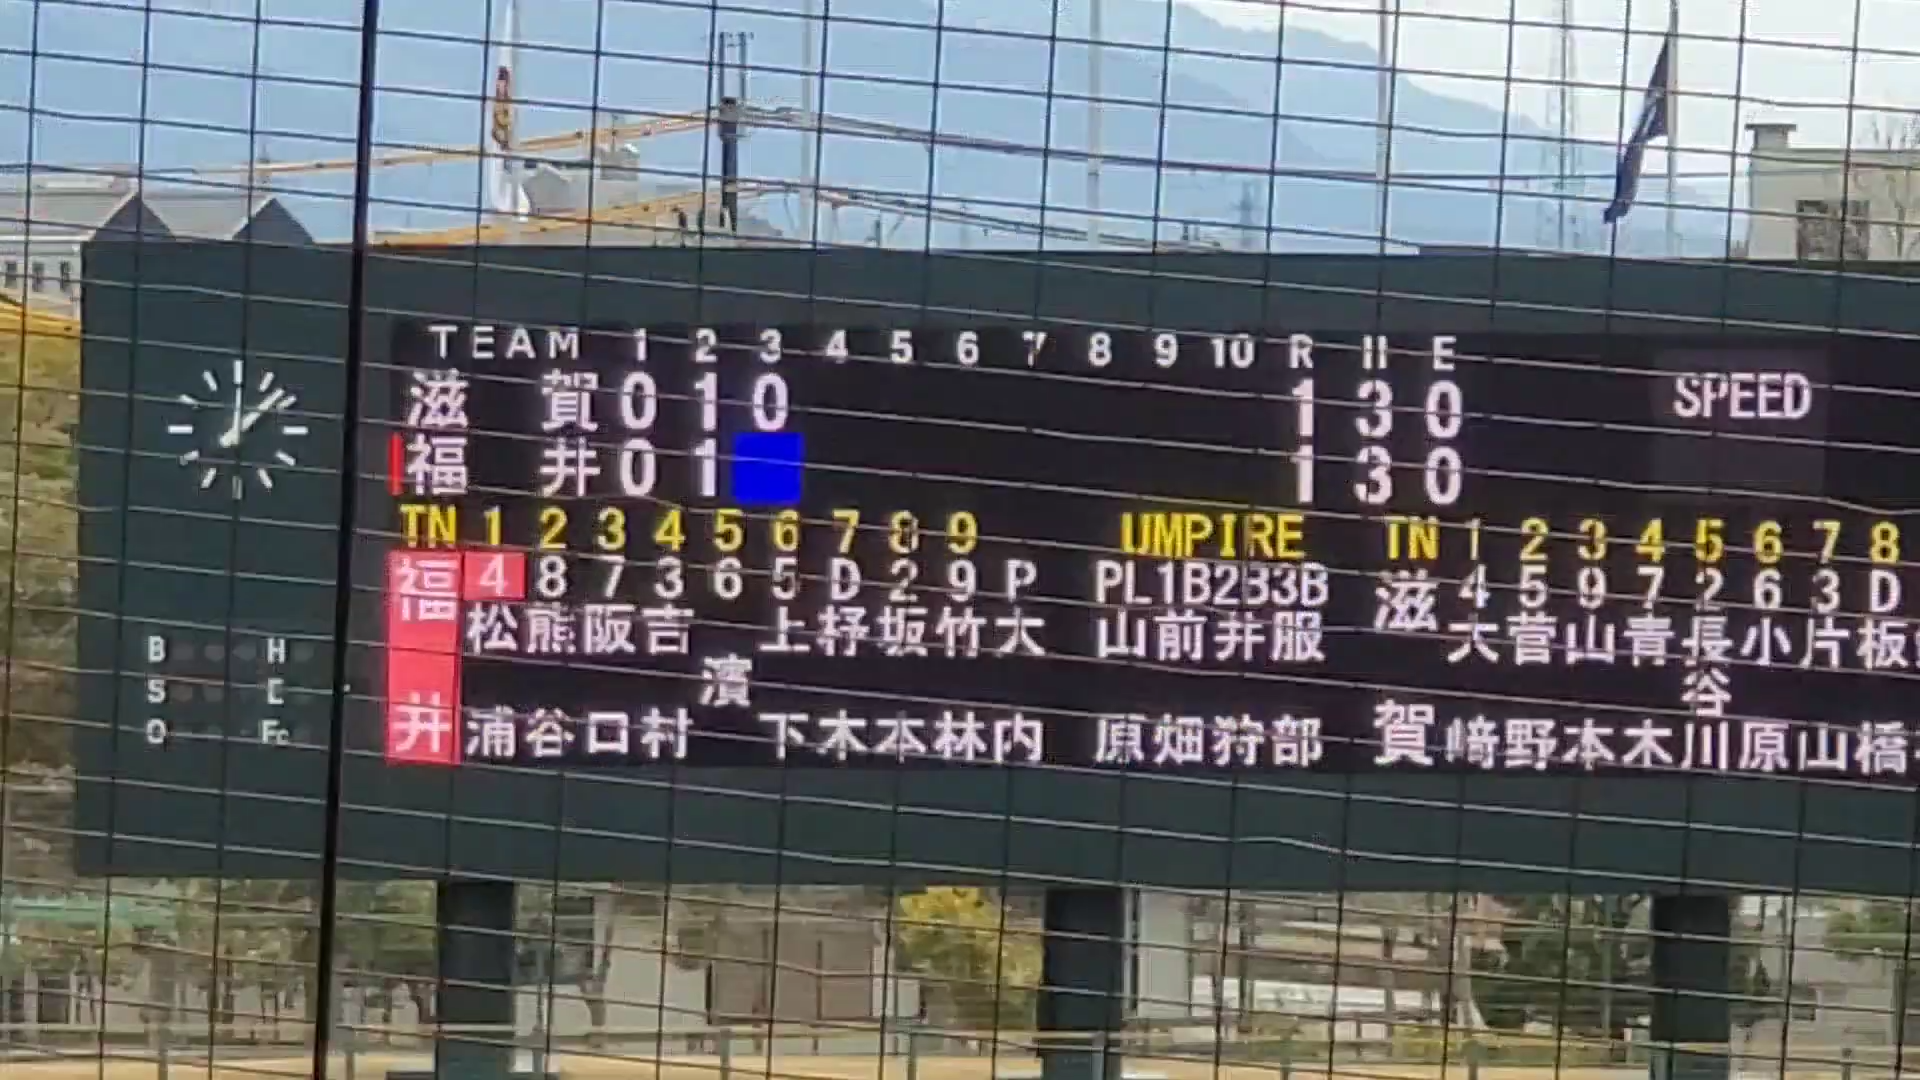 TEAM 1 2 3 4 5 6 7 8 9 10 R H E
滋賀 0 1 0 1 3 0
福井 0 1 1 3 0
SPEED
TN 1 2 3 4 5 6 7 8 9 UMPIRE TN 1 2 3 4 5 6 7 8
福井 4 8 7 3 6 5 D 2 9 P PL 1B 2B 3B 滋賀 4 5 9 7 2 6 3 D
松 熊 阪 吉 上 杼 坂 竹 大 山 前 井 服 大 菅 山 青 長 小 片 板
濱 谷
浦 谷 口 村 下 木 本 林 内 原 畑 狩 部 﨑 野 本 木 川 原 山 橋
B H
S E
O Fc